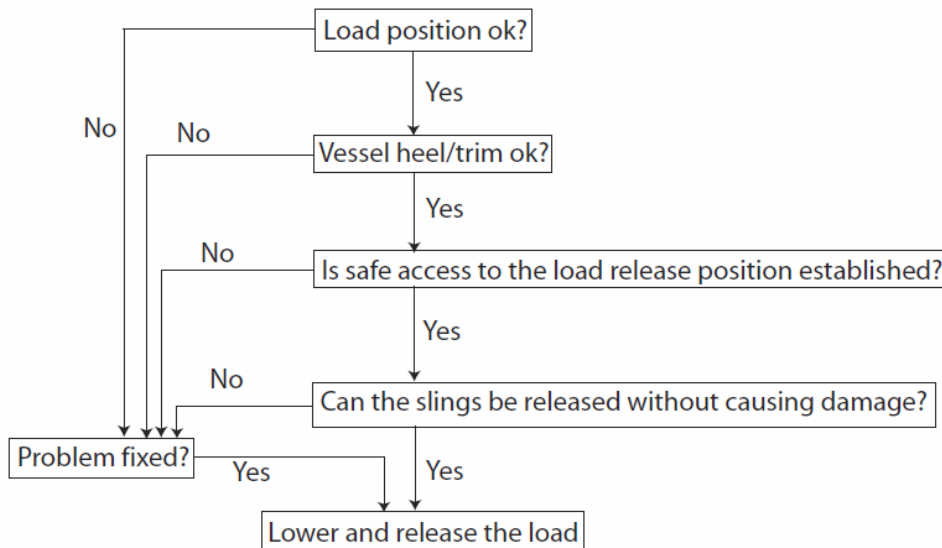 Load position ok?
Yes
No
No
Vessel heel/trim ok?
Yes
No
Is safe access to the load release position established?
Yes
No
Can the slings be released without causing damage?
Problem fixed?
Yes
Yes
Lower and release the load